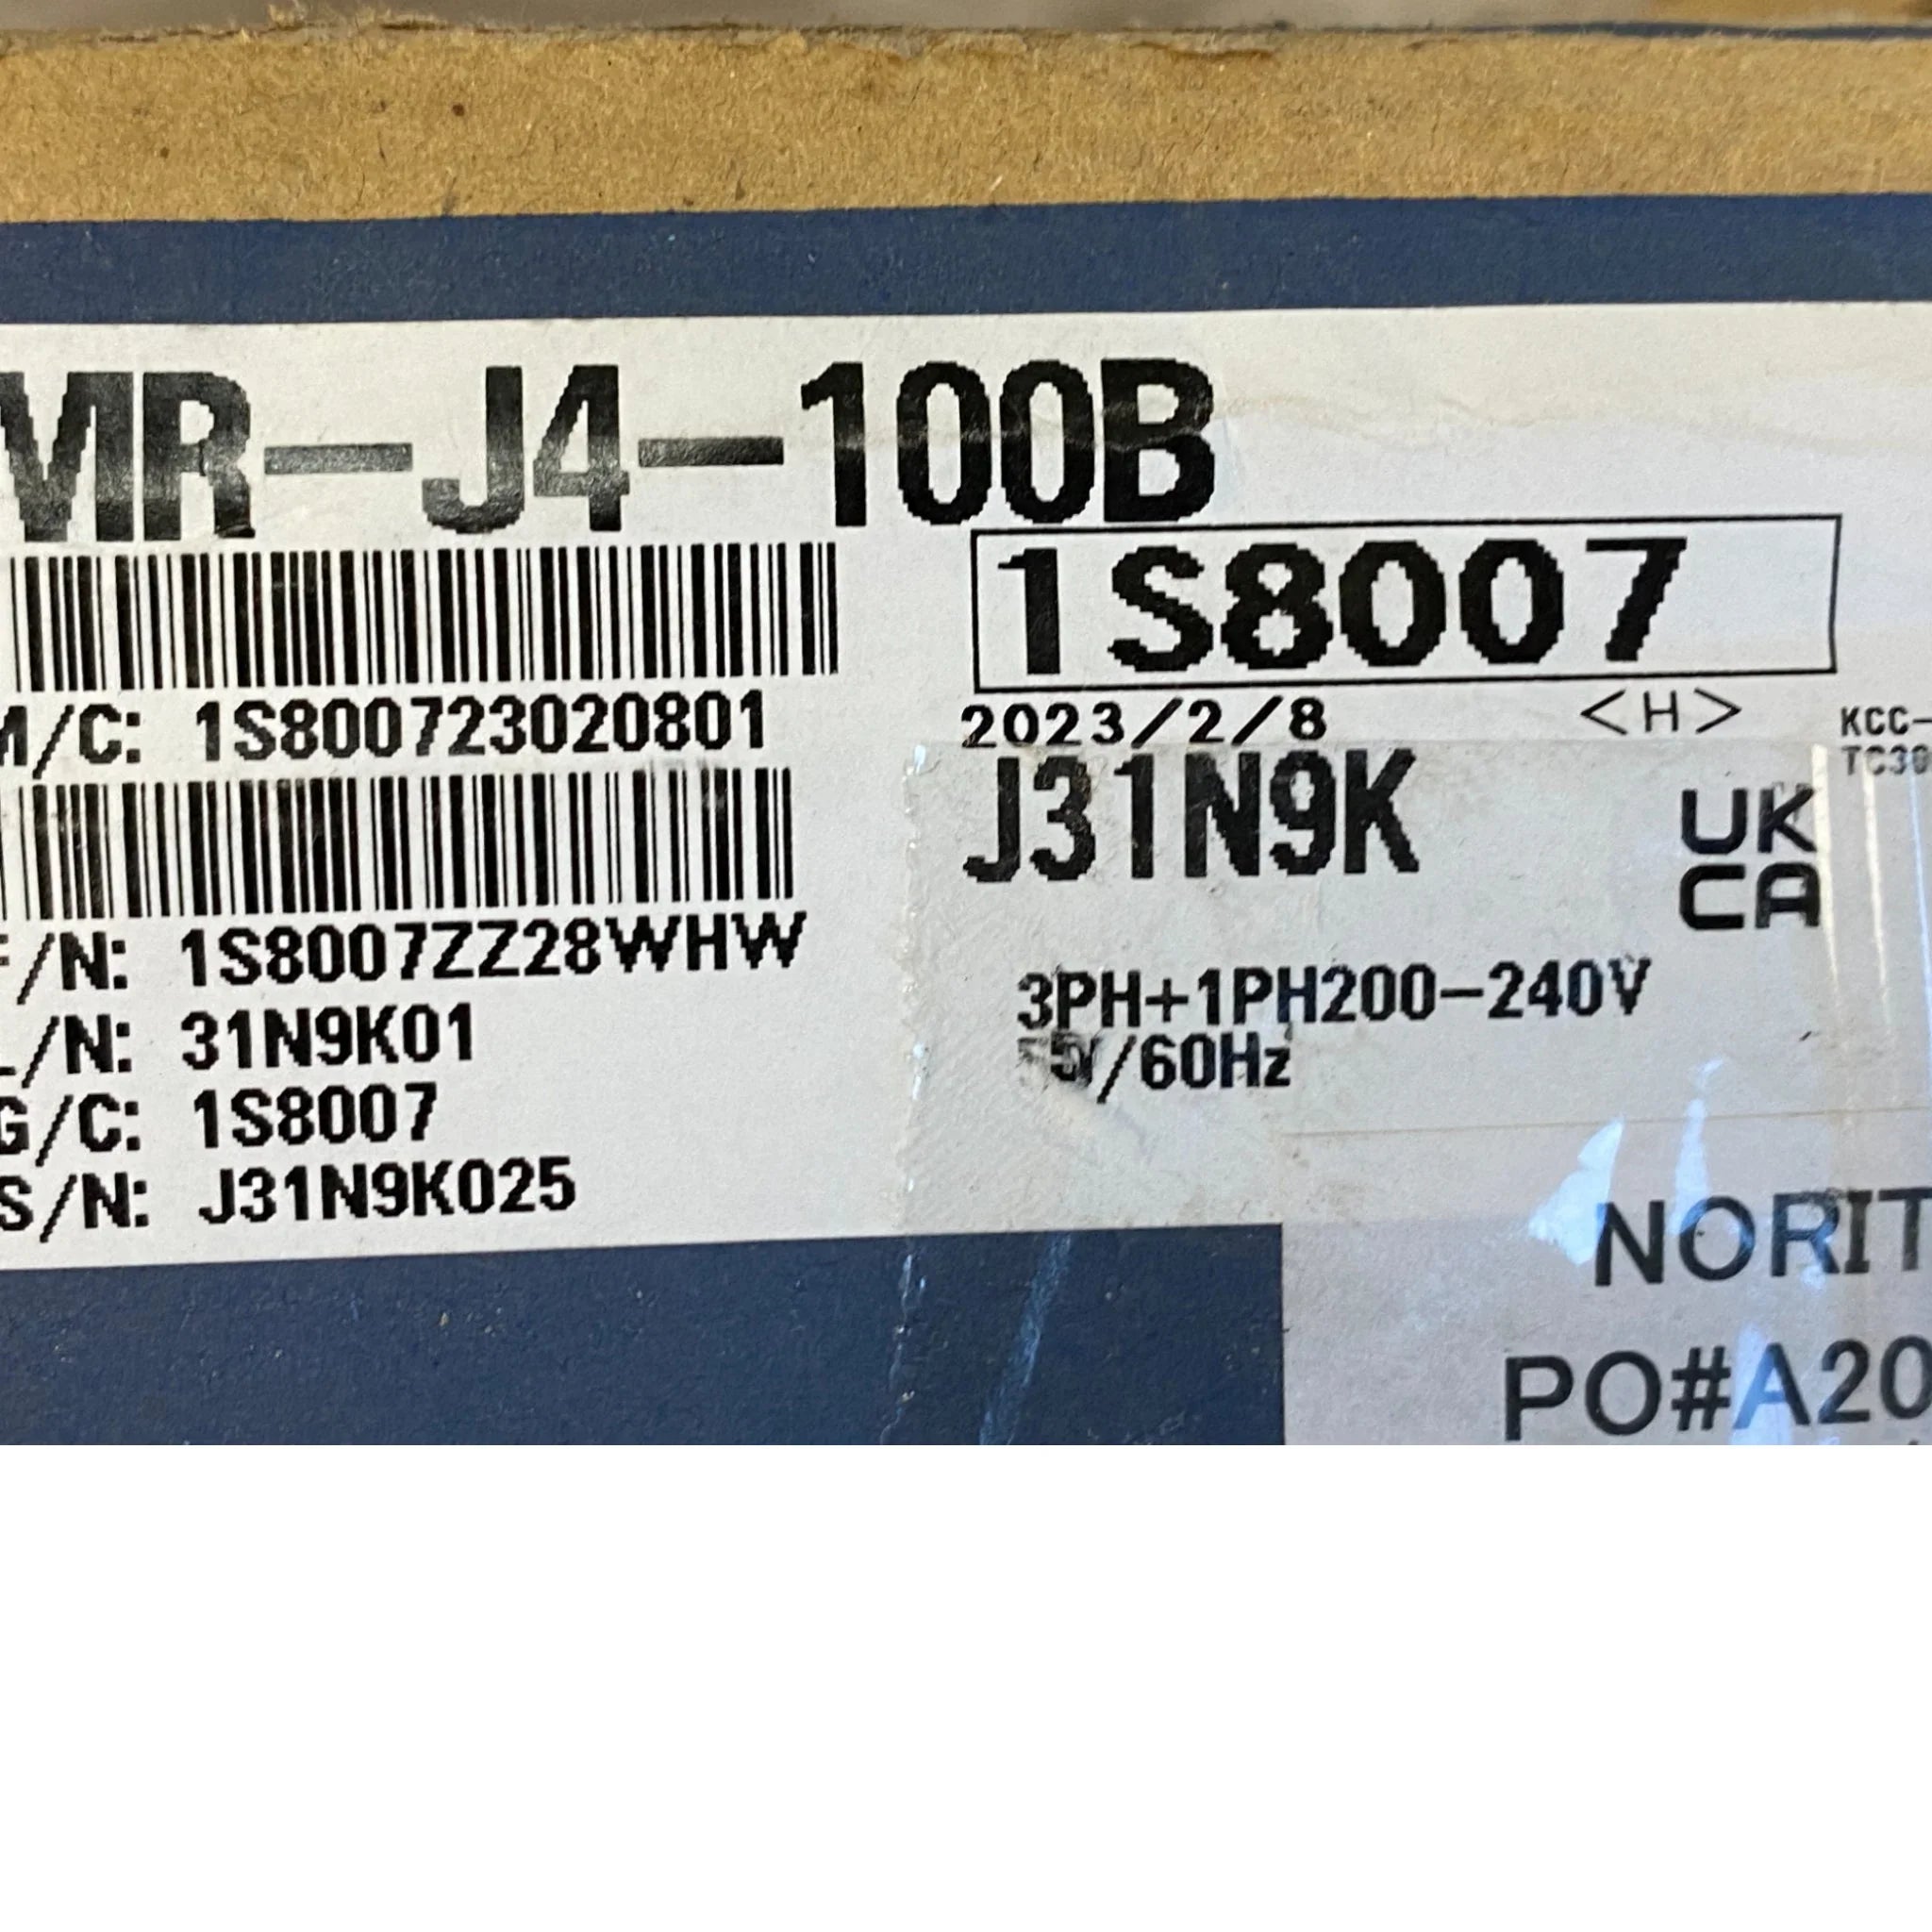 MR-J4-100B
1S8007
M/C: 1S800723020801
2023/2/8 <H> KCC-
TC30
J31N9K
UK
CA
F/N: 1S8007ZZ28WHW
3PH+1PH200-240V
/60Hz
L/N: 31N9K01
G/C: 1S8007
S/N: J31N9K025
NORIT
PO#A20